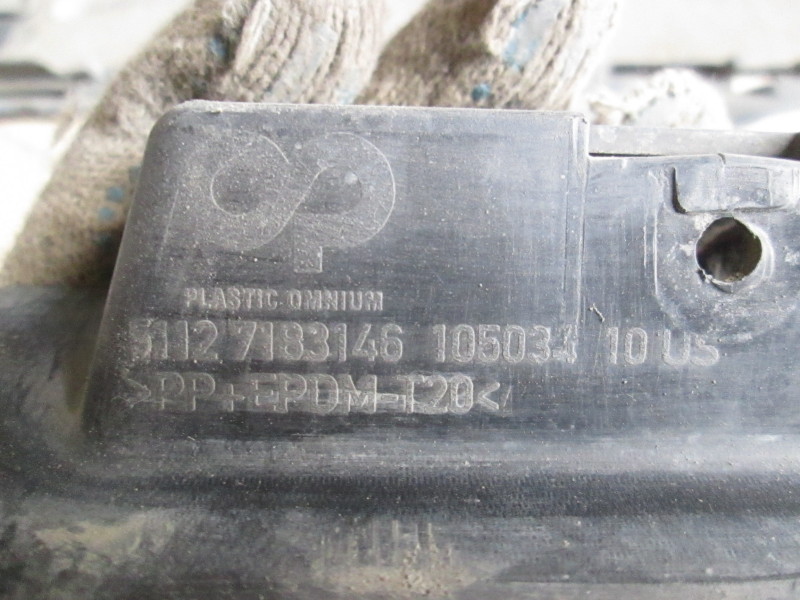 PLASTIC OMNIUM
5112 7183146 105034 10 US
>PP+EPDM-T20<